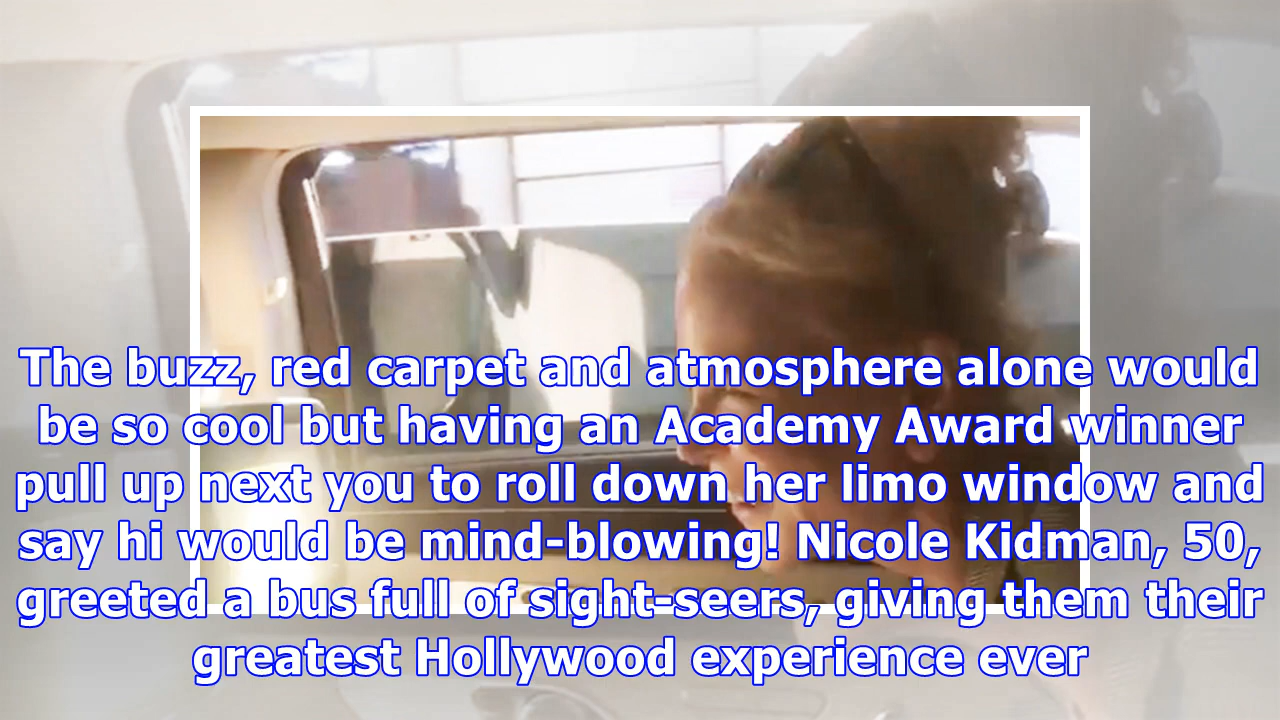 The buzz, red carpet and atmosphere alone would
be so cool but having an Academy Award winner
pull up next you to roll down her limo window and
say hi would be mind-blowing! Nicole Kidman, 50,
greeted a bus full of sight-seers, giving them their
greatest Hollywood experience ever